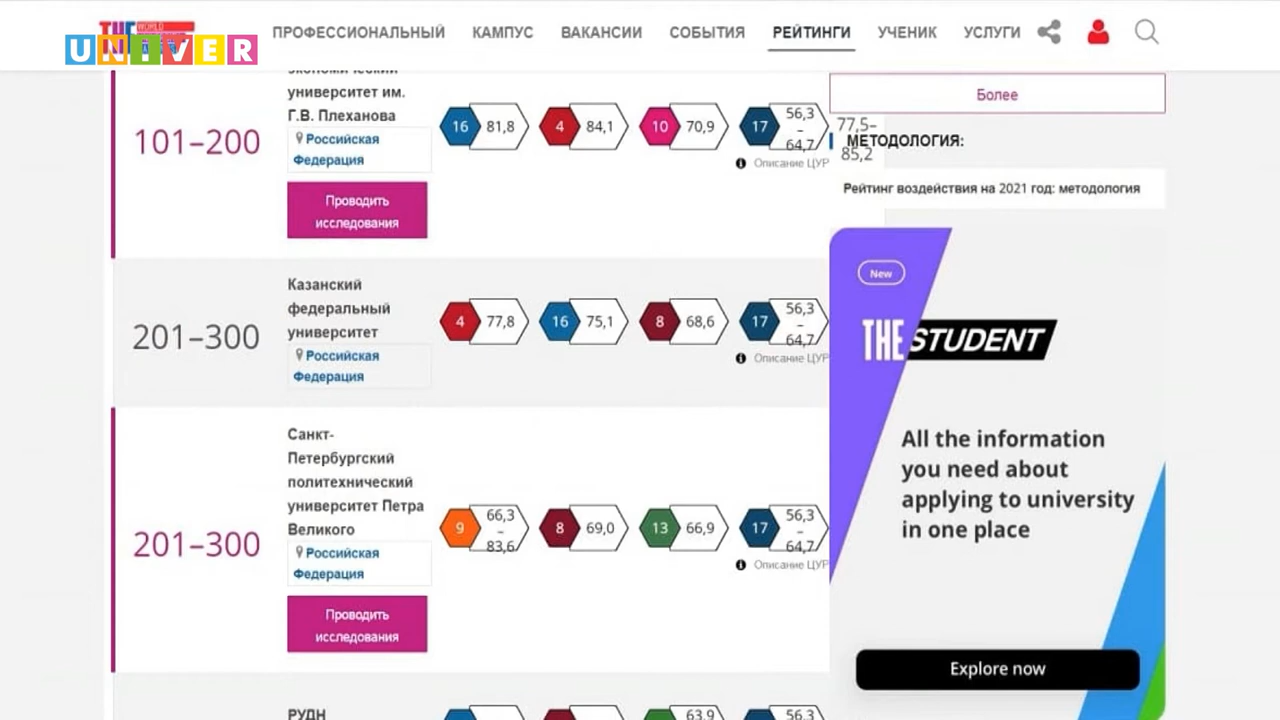 THE WORLD
UNIVER
ПРОФЕССИОНАЛЬНЫЙ КАМПУС ВАКАНСИИ СОБЫТИЯ РЕЙТИНГИ УЧЕНИК УСЛУГИ
экономический
университет им.
Г.В. Плеханова
Российская
Федерация
Проводить
исследования
101–200
16 81,8 4 84,1 10 70,9 17 56,3 – 64,7
Описание ЦУР
77,5–
85,2
Более
МЕТОДОЛОГИЯ:
Рейтинг воздействия на 2021 год: методология
201–300
Казанский
федеральный
университет
Российская
Федерация
4 77,8 16 75,1 8 68,6 17 56,3 – 64,7
Описание ЦУР
201–300
Санкт-
Петербургский
политехнический
университет Петра
Великого
Российская
Федерация
Проводить
исследования
9 66,3 – 83,6 8 69,0 13 66,9 17 56,3 – 64,7
Описание ЦУР
РУДН
63,9 56,3
New
THE STUDENT
All the information
you need about
applying to university
in one place
Explore now